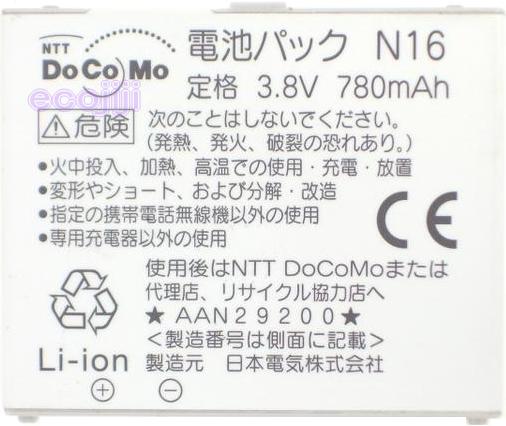 NTT
DoCoMo
電池パック N16
定格 3.8V 780mAh
ecojiji
危険 次のことはしないでください。
(発熱、発火、破裂の恐れあり。)
•火中投入、加熱、高温での使用・充電・放置
•変形やショート、および分解・改造
•指定の携帯電話無線機以外の使用
•専用充電器以外の使用
CE
使用後はNTT DoCoMoまたは
代理店、リサイクル協力店へ
★AAN29200★
<製造番号は側面に記載>
Li-ion 製造元 日本電気株式会社
+ -